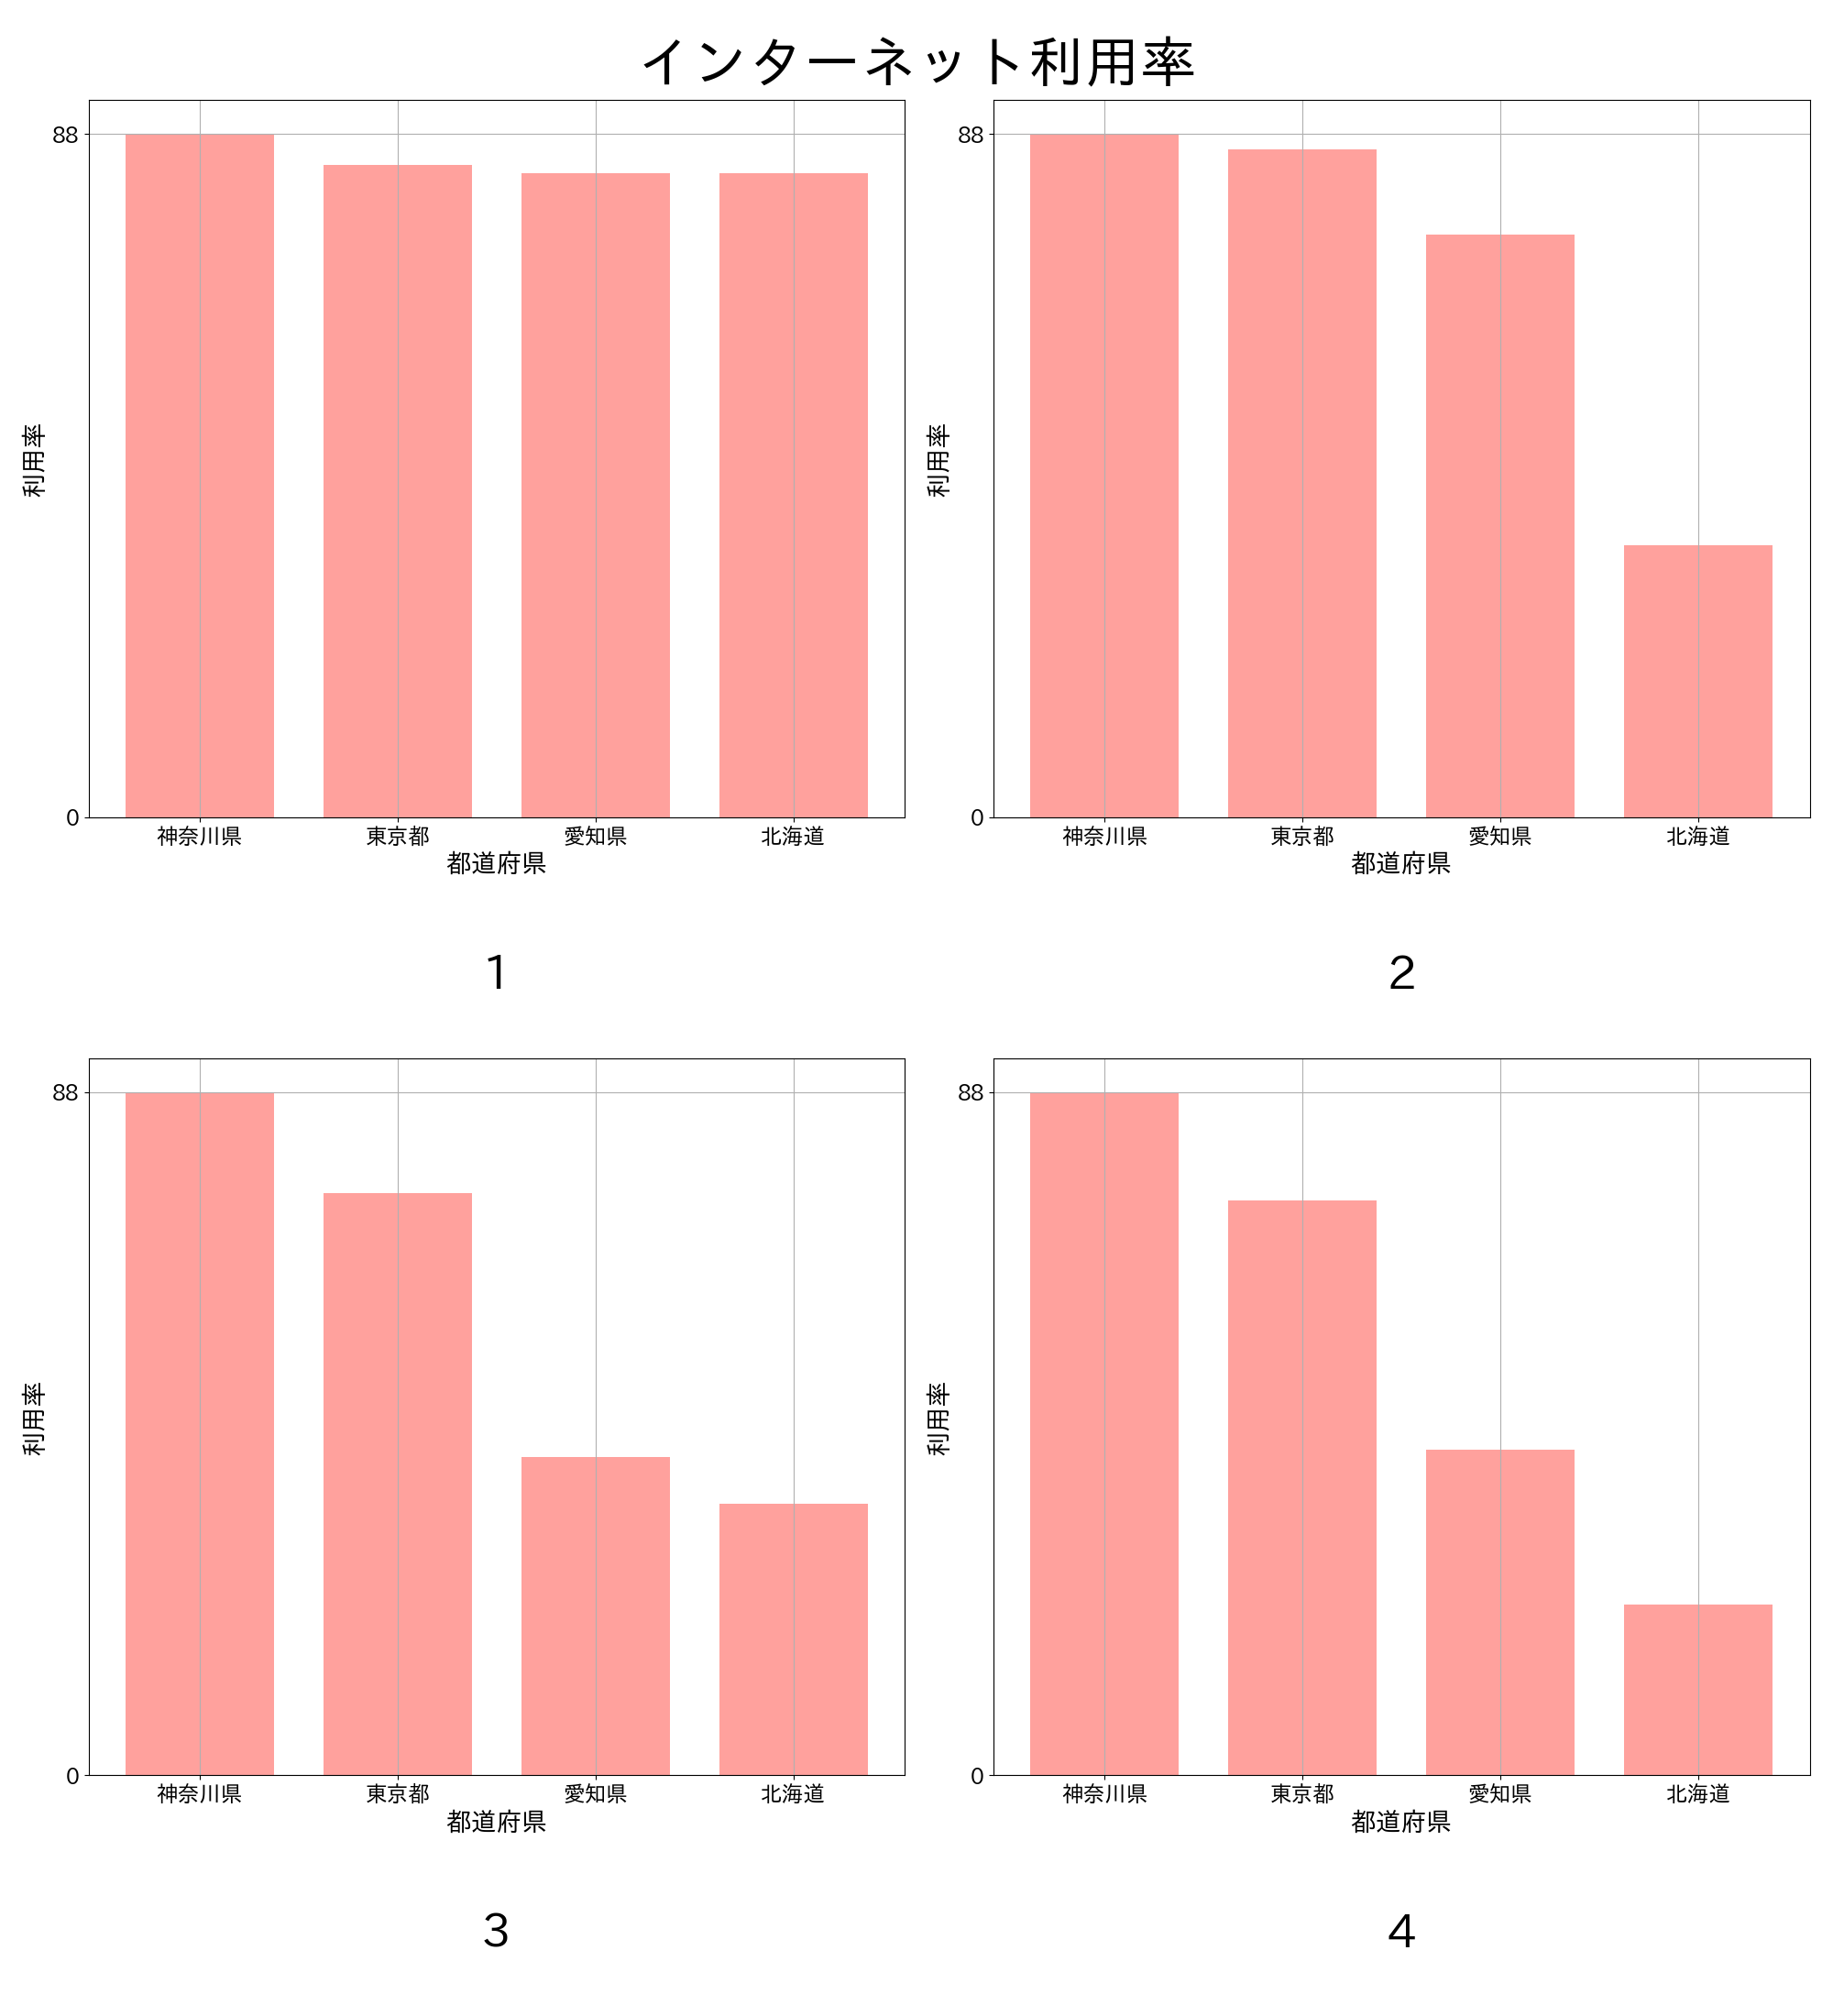 インターネット利用率
88
0
利用率
神奈川県 東京都 愛知県 北海道
都道府県
1
88
0
利用率
神奈川県 東京都 愛知県 北海道
都道府県
2
88
0
利用率
神奈川県 東京都 愛知県 北海道
都道府県
3
88
0
利用率
神奈川県 東京都 愛知県 北海道
都道府県
4